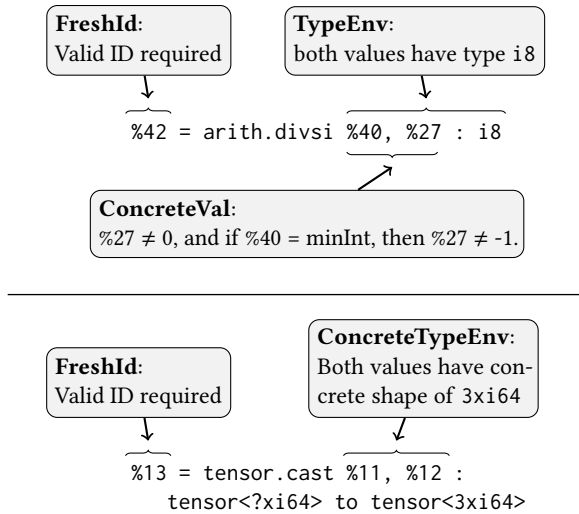 FreshId:
Valid ID required
TypeEnv:
both values have type i8
%42 = arith.divsi %40, %27 : i8
ConcreteVal:
%27 ≠ 0, and if %40 = minInt, then %27 ≠ -1.
FreshId:
Valid ID required
ConcreteTypeEnv:
Both values have con-
crete shape of 3xi64
%13 = tensor.cast %11, %12 :
tensor<?xi64> to tensor<3xi64>